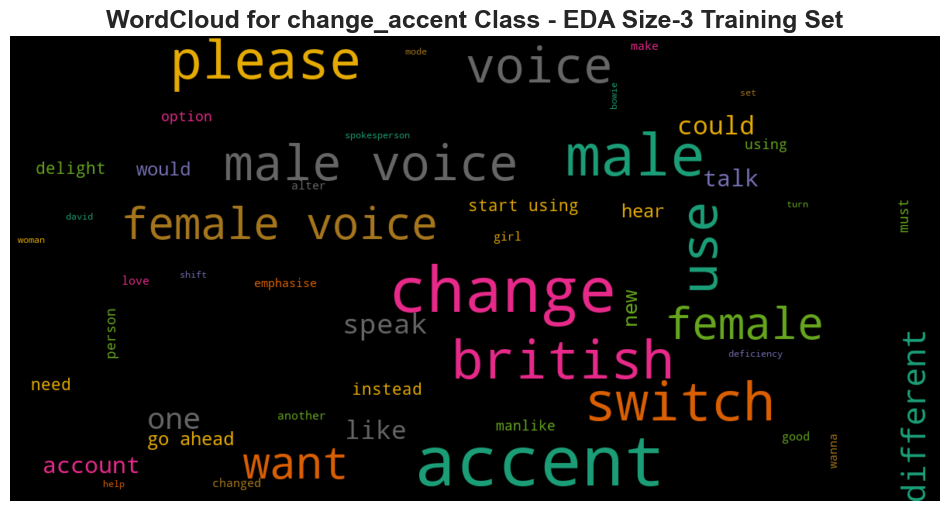 WordCloud for change_accent Class - EDA Size-3 Training Set
please
mode
voice
make
bowie
set
option
spokesperson
could
using
delight
would
male voice
alter
male
talk
david
woman
female voice
start using
girl
hear
use
turn
must
love
shift
emphasise
change
new
person
speak
female
british
deficiency
need
instead
switch
different
one
go ahead
another
like
manlike
good
wanna
account
help
changed
want
accent